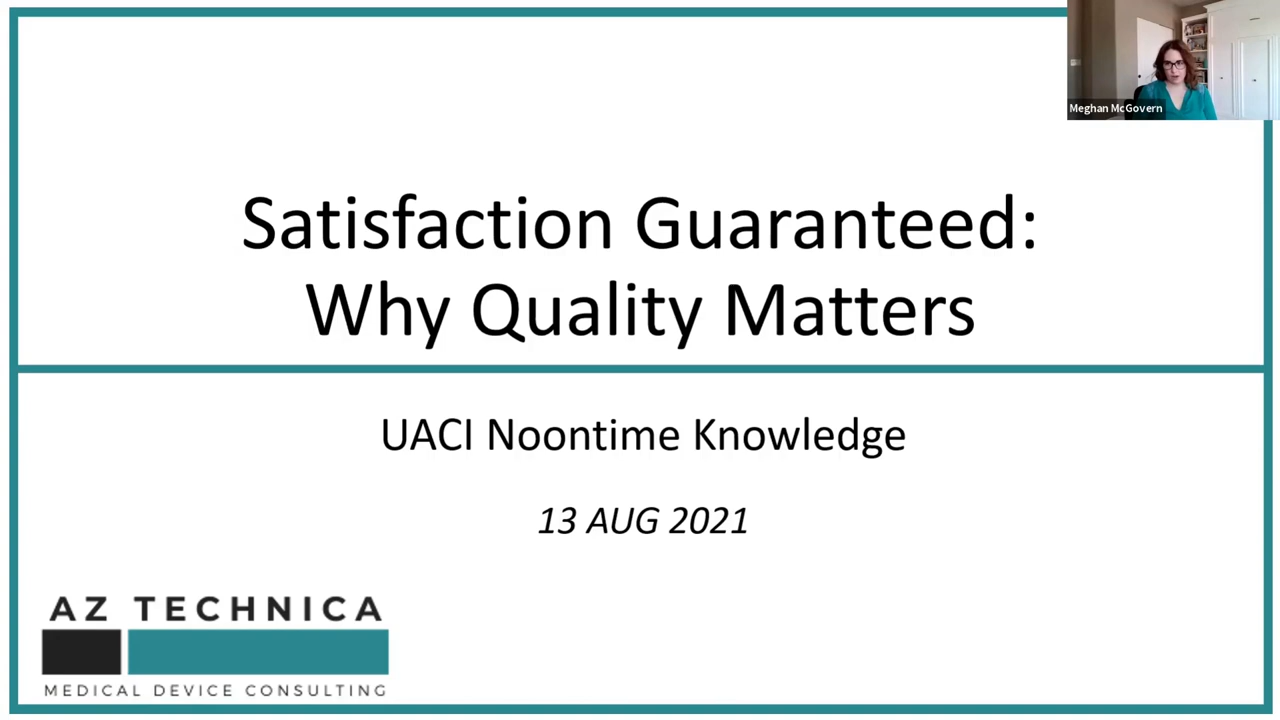 Meghan McGovern
Satisfaction Guaranteed:
Why Quality Matters
UACI Noontime Knowledge
13 AUG 2021
AZ TECHNICA
MEDICAL DEVICE CONSULTING